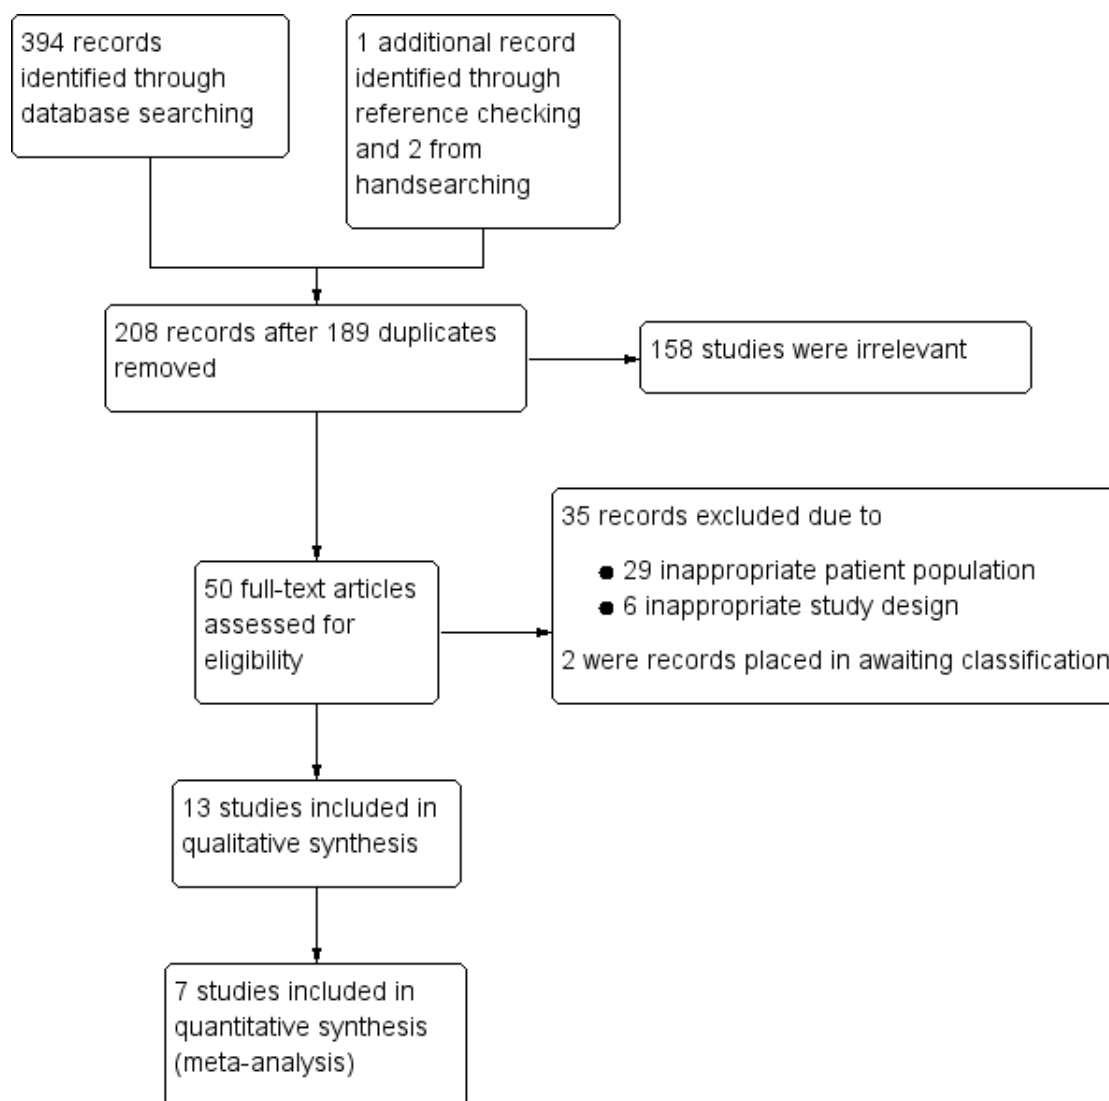 394 records
identified through
database searching
1 additional record
identified through
reference checking
and 2 from
handsearching
208 records after 189 duplicates
removed
158 studies were irrelevant
50 full-text articles
assessed for
eligibility
35 records excluded due to
● 29 inappropriate patient population
● 6 inappropriate study design
2 were records placed in awaiting classification
13 studies included in
qualitative synthesis
7 studies included in
quantitative synthesis
(meta-analysis)